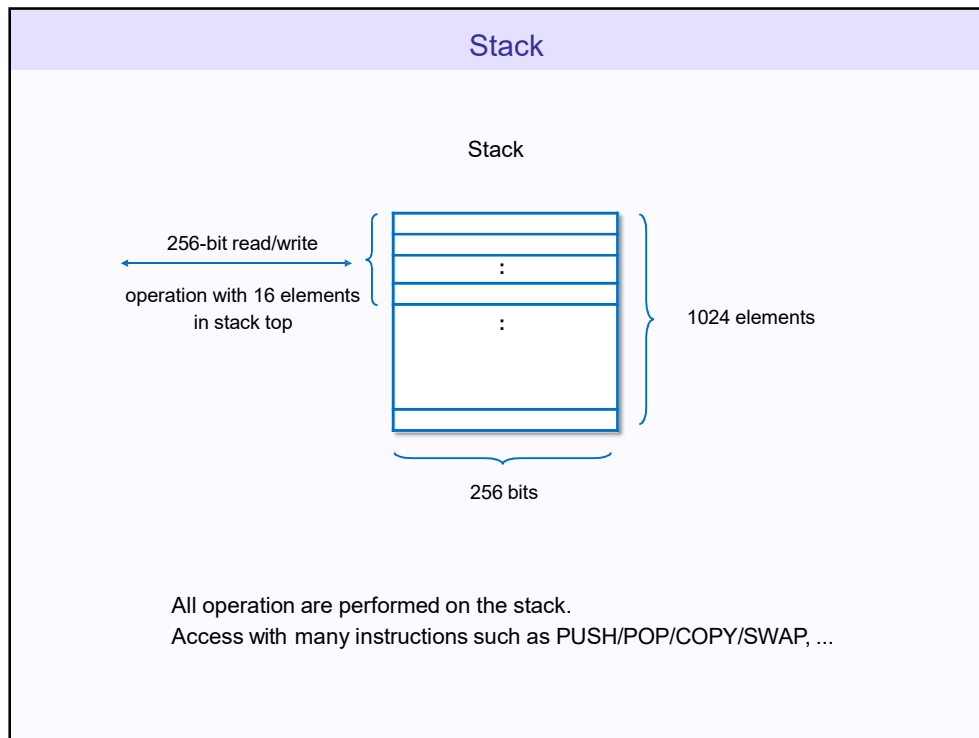 Stack
Stack
256-bit read/write
operation with 16 elements
in stack top
:
:
1024 elements
256 bits
All operation are performed on the stack.
Access with many instructions such as PUSH/POP/COPY/SWAP, ...